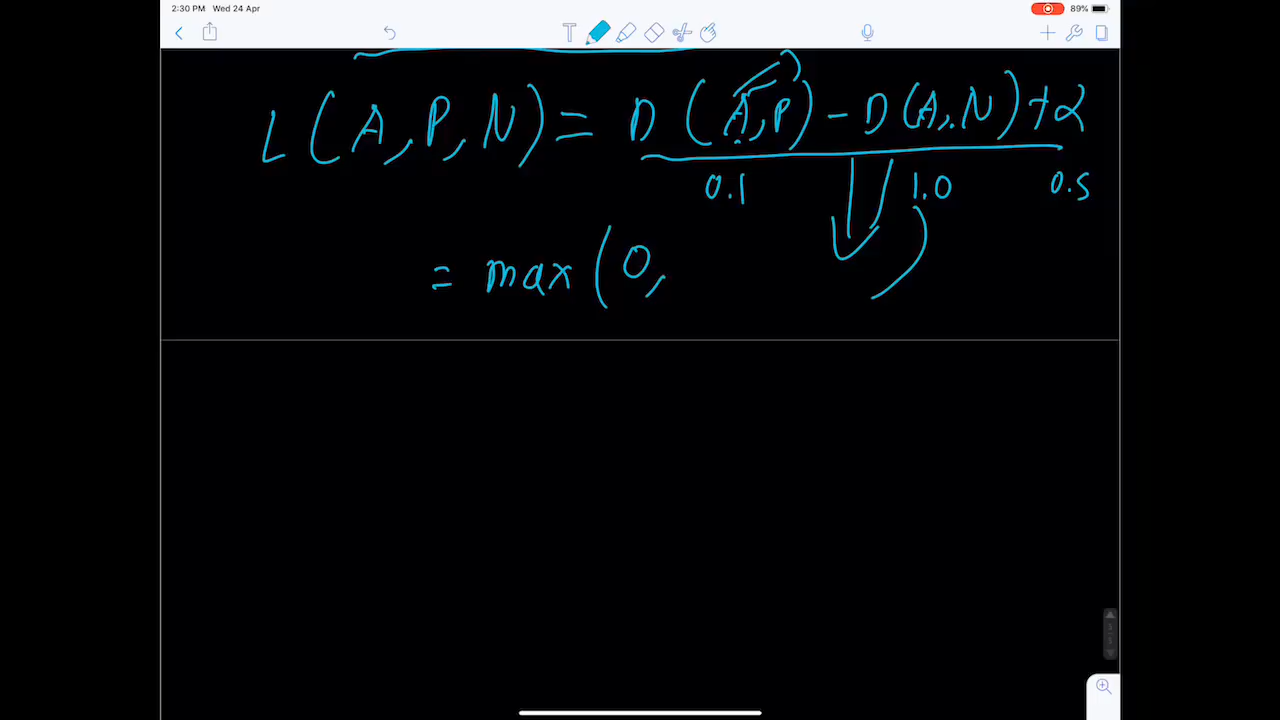 2:30 PM Wed 24 Apr 89%
L(A,P,N) = D(A,P) - D(A,N) + α
0.1 1.0 0.5
= max(0, )